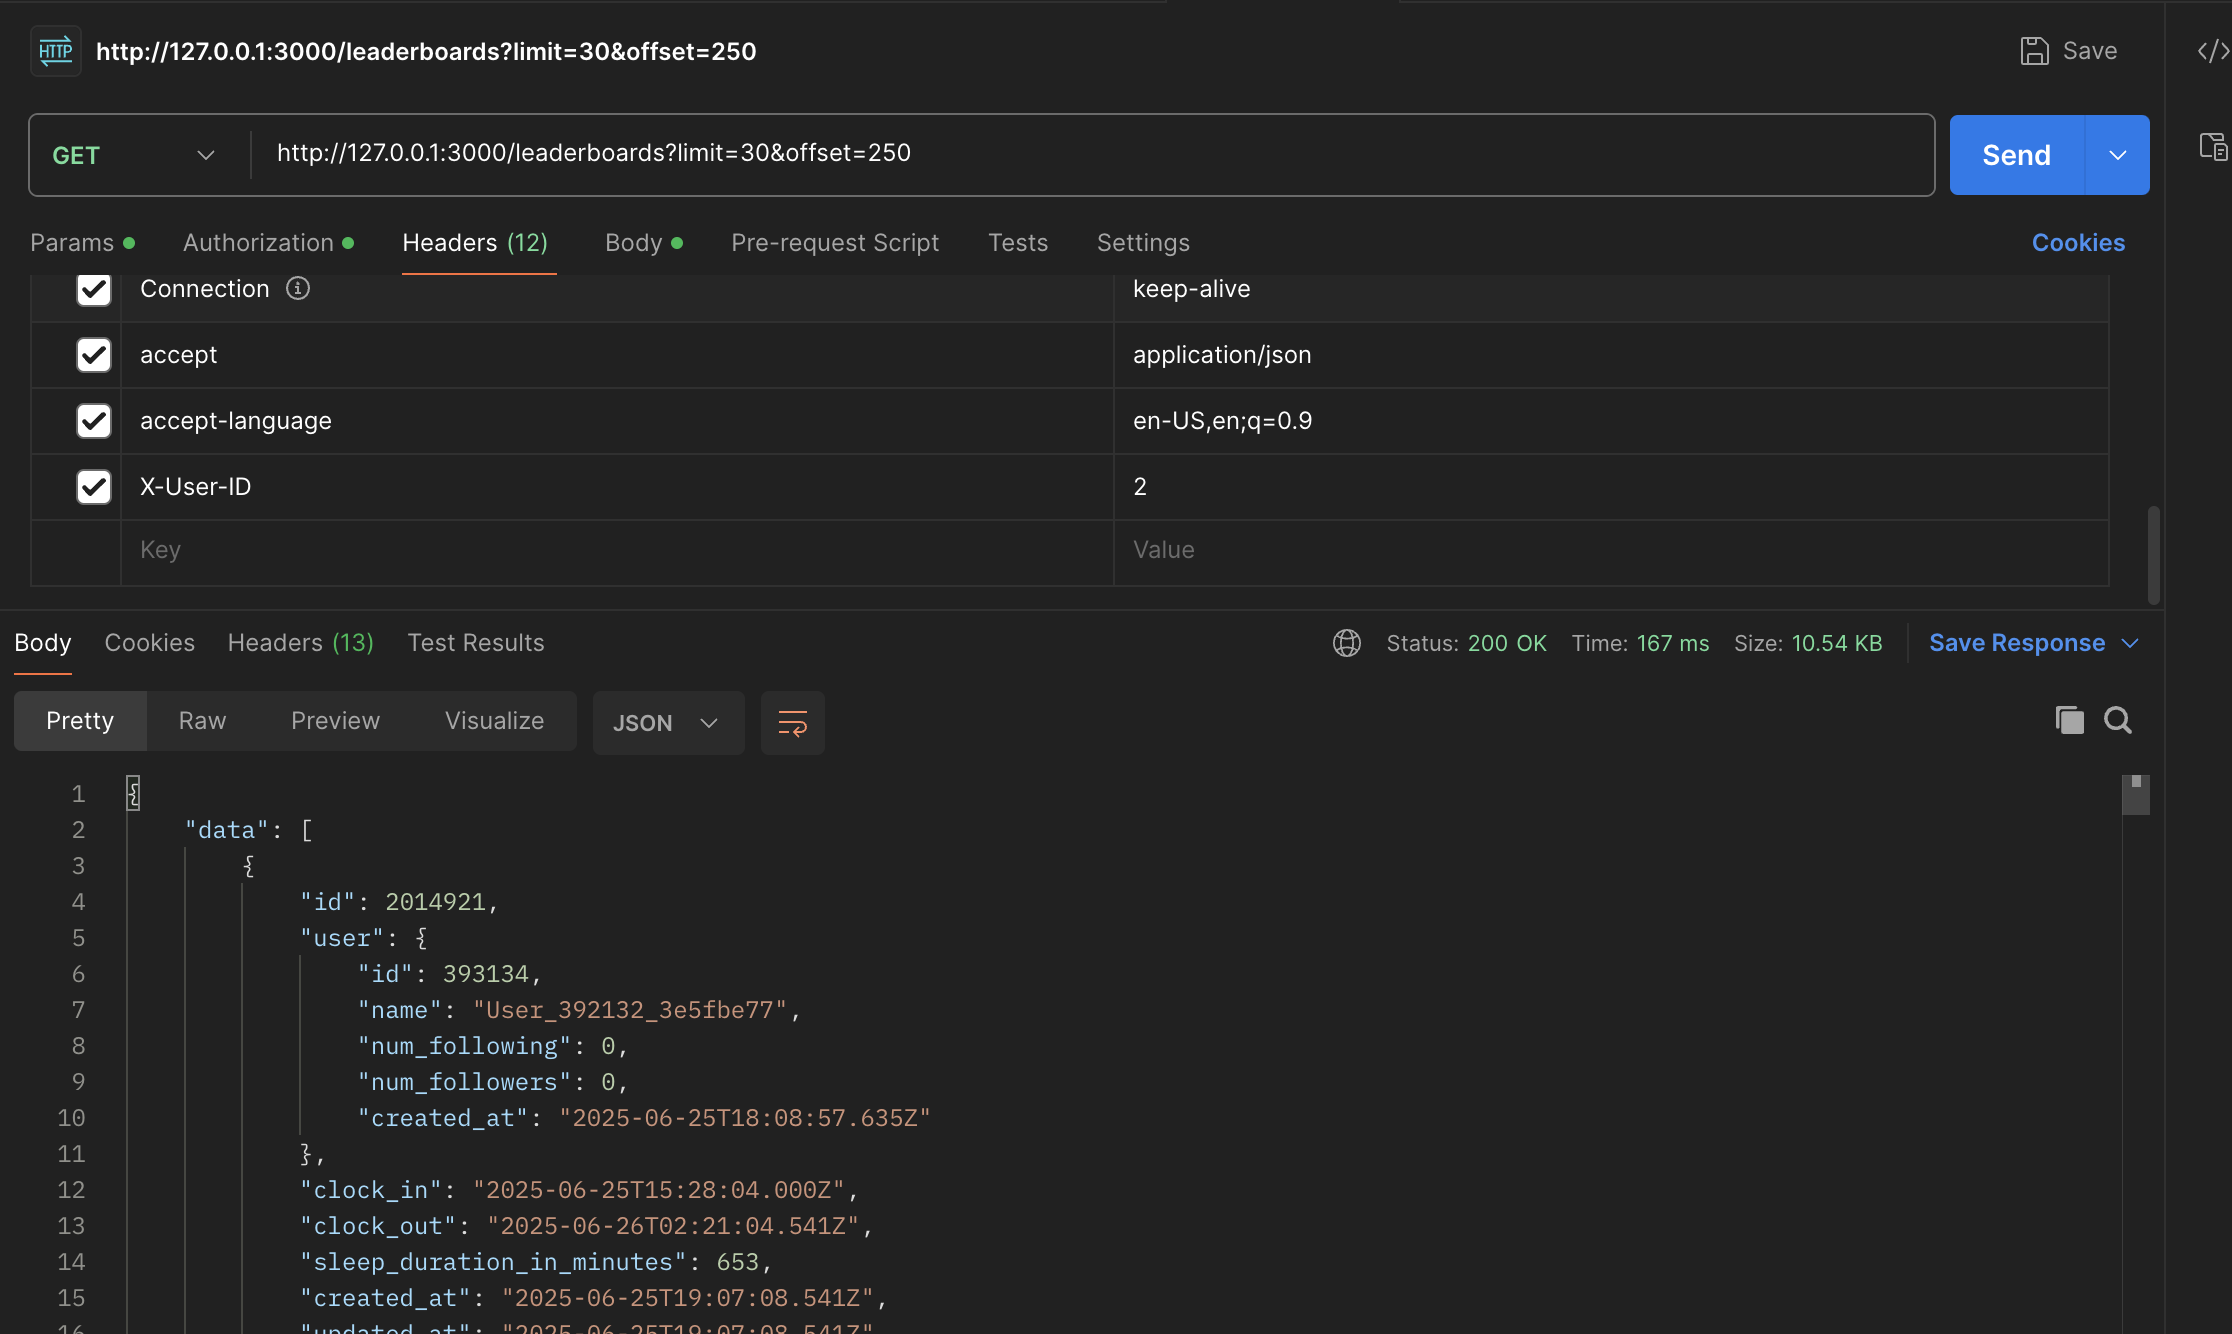 HTTP http://127.0.0.1:3000/leaderboards?limit=30&offset=250 Save </>
GET http://127.0.0.1:3000/leaderboards?limit=30&offset=250 Send
Params Authorization Headers (12) Body Pre-request Script Tests Settings Cookies
Connection keep-alive
accept application/json
accept-language en-US,en;q=0.9
X-User-ID 2
Key Value
Body Cookies Headers (13) Test Results Status: 200 OK Time: 167 ms Size: 10.54 KB Save Response
Pretty Raw Preview Visualize JSON
1 {
2 "data": [
3 {
4 "id": 2014921,
5 "user": {
6 "id": 393134,
7 "name": "User_392132_3e5fbe77",
8 "num_following": 0,
9 "num_followers": 0,
10 "created_at": "2025-06-25T18:08:57.635Z"
11 },
12 "clock_in": "2025-06-25T15:28:04.000Z",
13 "clock_out": "2025-06-26T02:21:04.541Z",
14 "sleep_duration_in_minutes": 653,
15 "created_at": "2025-06-25T19:07:08.541Z",
16 "updated_at": "2025-06-25T19:07:08.541Z"